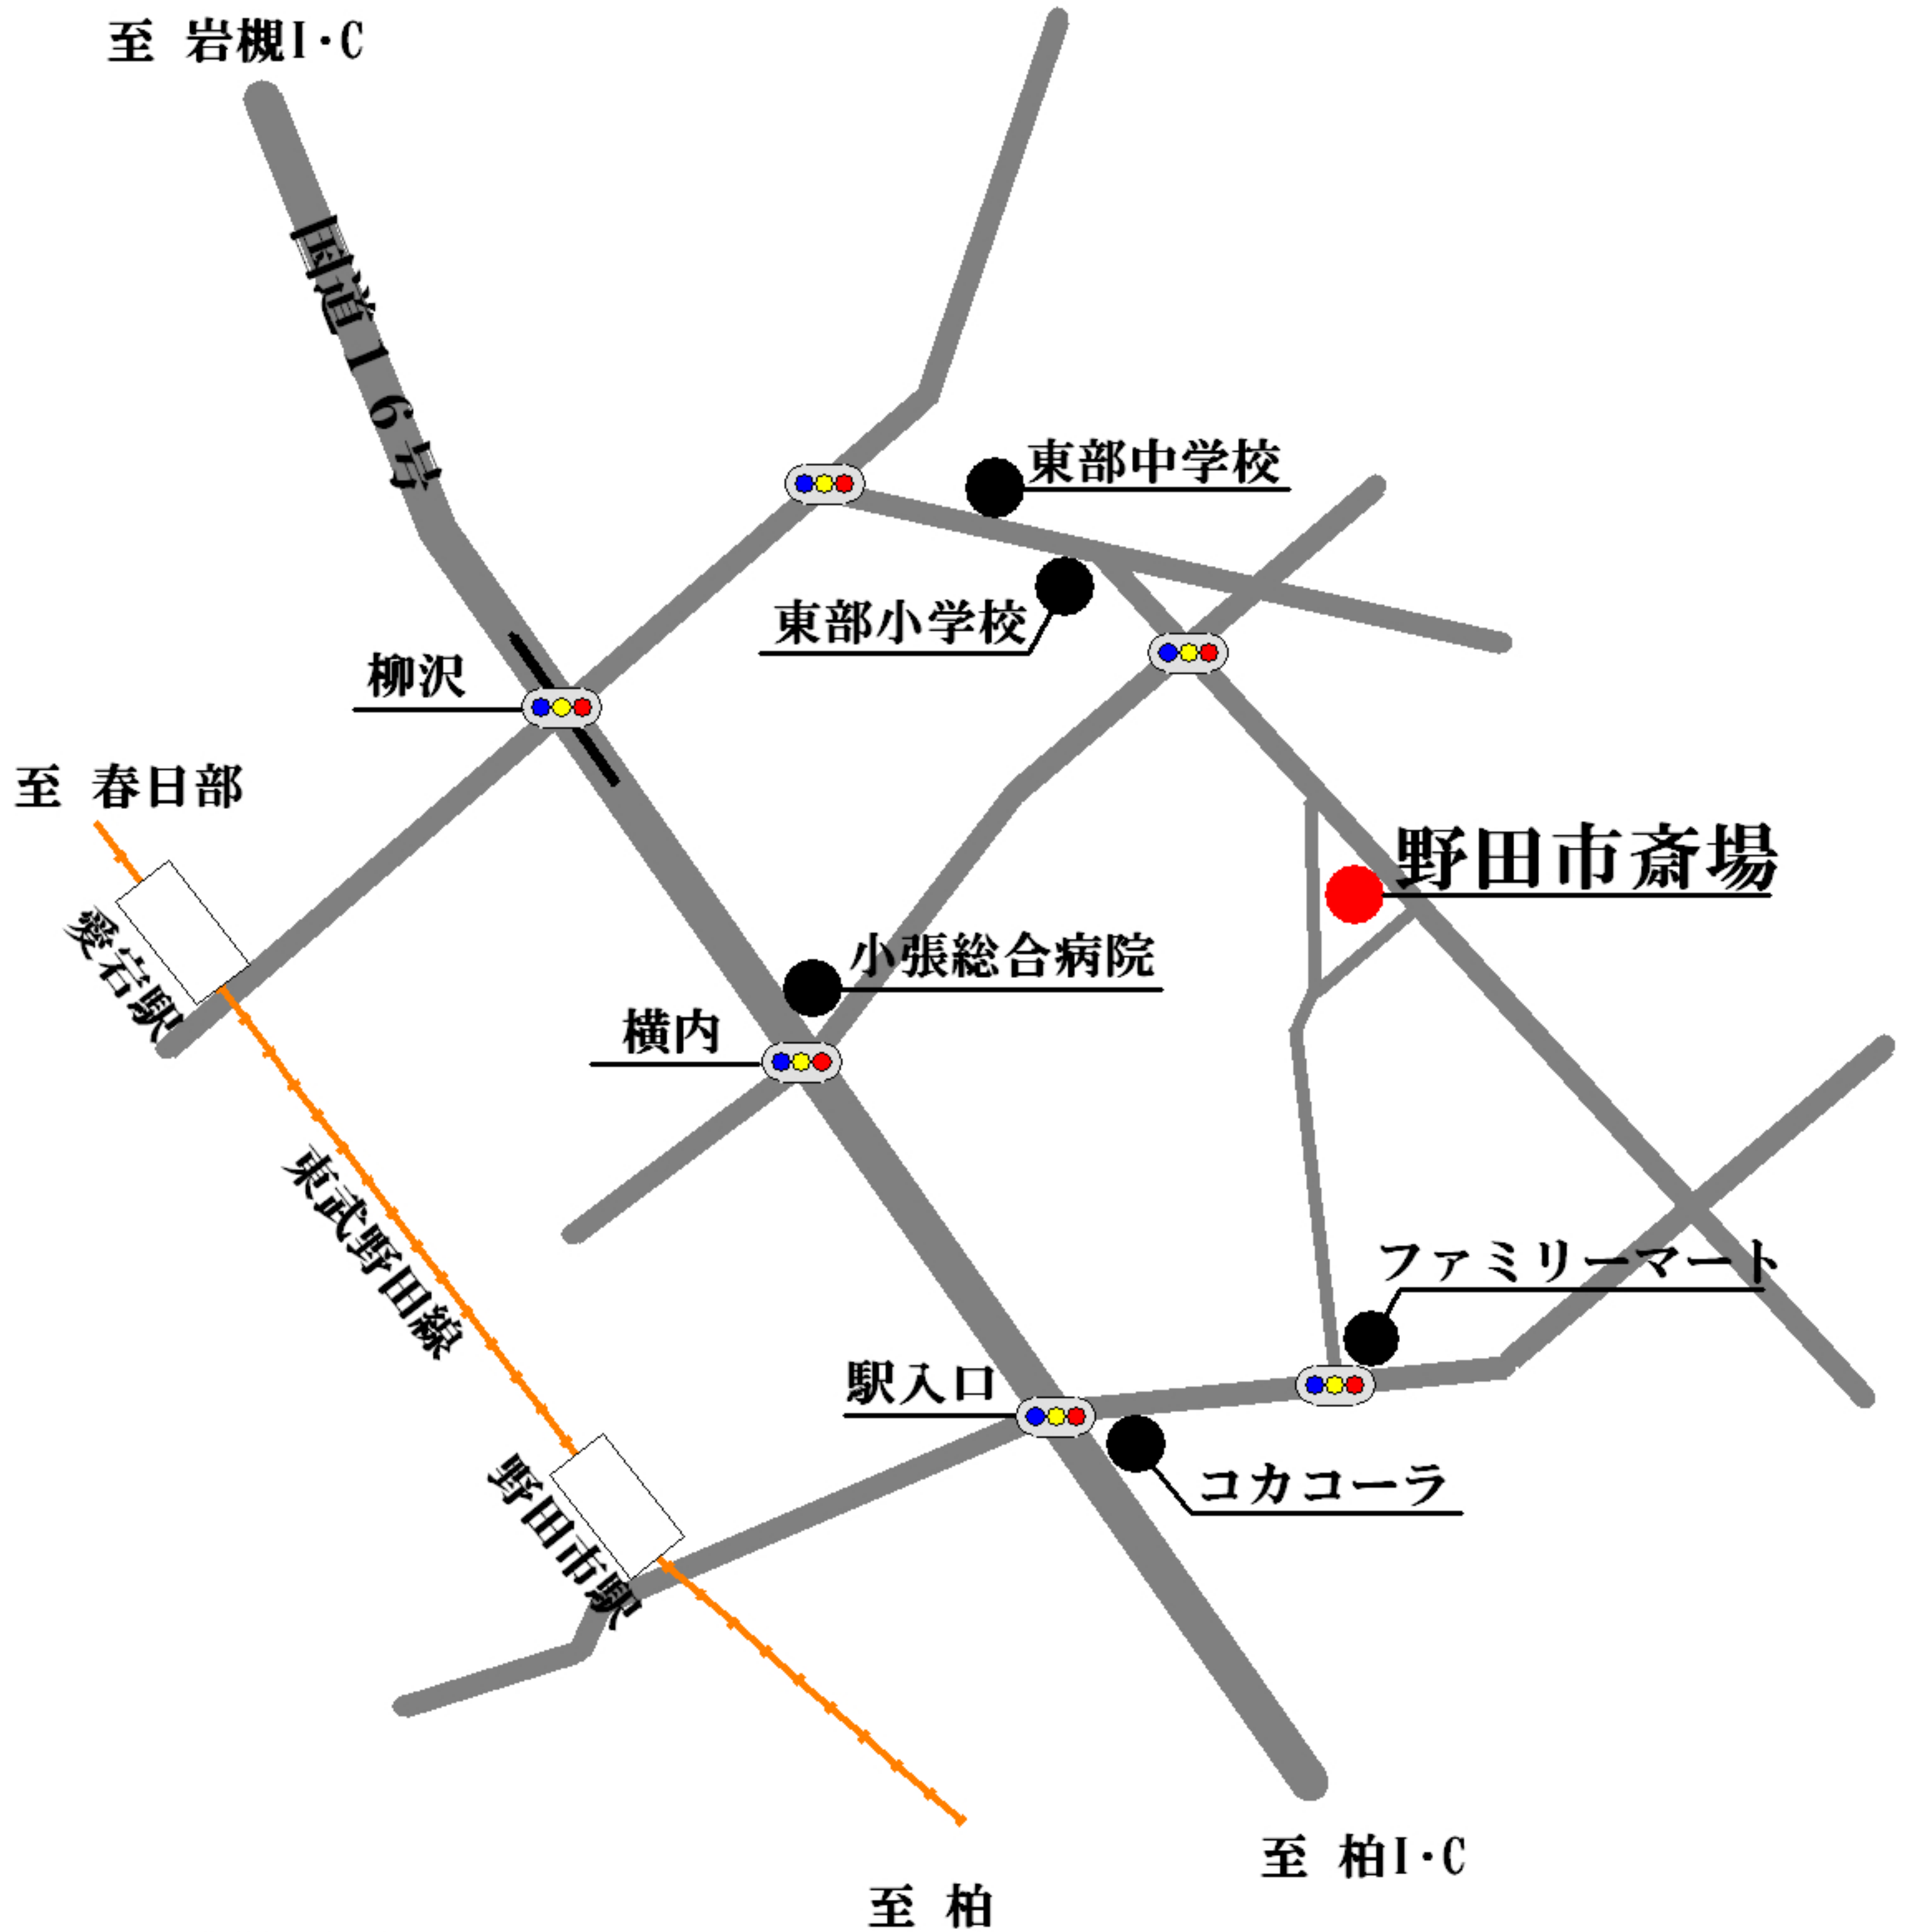 至 岩槻I・C
国道16号
東部中学校
東部小学校
柳沢
至 春日部
野田市斎場
愛宕駅
小張総合病院
横内
東武野田線
ファミリーマート
駅入口
コカコーラ
野田市駅
至 柏I・C
至 柏